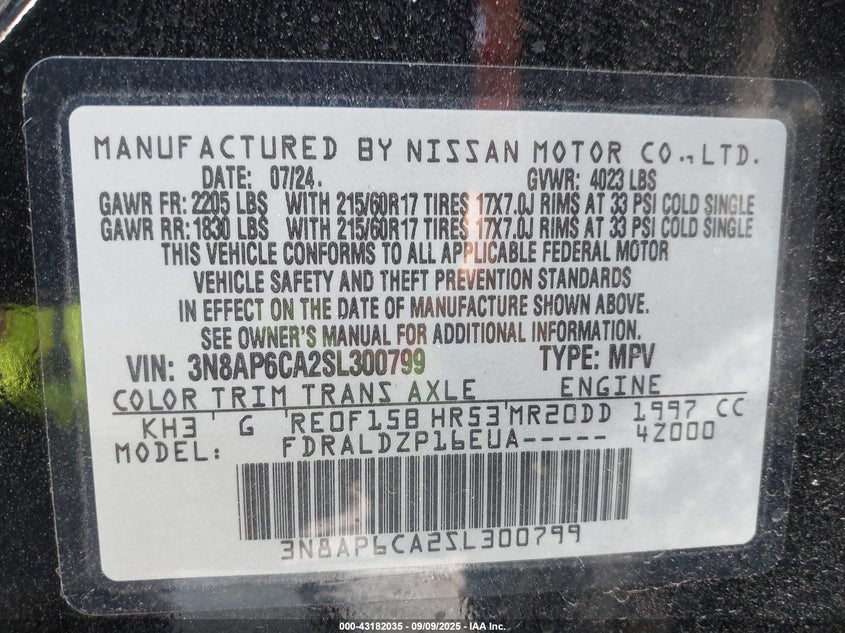 MANUFACTURED BY NISSAN MOTOR CO.,LTD.
DATE: 07/24. GVWR: 4023 LBS
GAWR FR: 2205 LBS WITH 215/60R17 TIRES 17X7.0J RIMS AT 33 PSI COLD SINGLE
GAWR RR: 1830 LBS WITH 215/60R17 TIRES 17X7.0J RIMS AT 33 PSI COLD SINGLE
THIS VEHICLE CONFORMS TO ALL APPLICABLE FEDERAL MOTOR
VEHICLE SAFETY AND THEFT PREVENTION STANDARDS
IN EFFECT ON THE DATE OF MANUFACTURE SHOWN ABOVE.
SEE OWNER'S MANUAL FOR ADDITIONAL INFORMATION.
VIN: 3N8AP6CA2SL300799 TYPE: MPV
COLOR TRIM TRANS AXLE ENGINE
KH3 ' G 'RE0F15B HR53'MR20DD 1997 CC
MODEL: FDRALDZP16EUA----- 4Z000
3N8AP6CA2SL300799
000-43182035 - 09/09/2025 - IAA Inc.